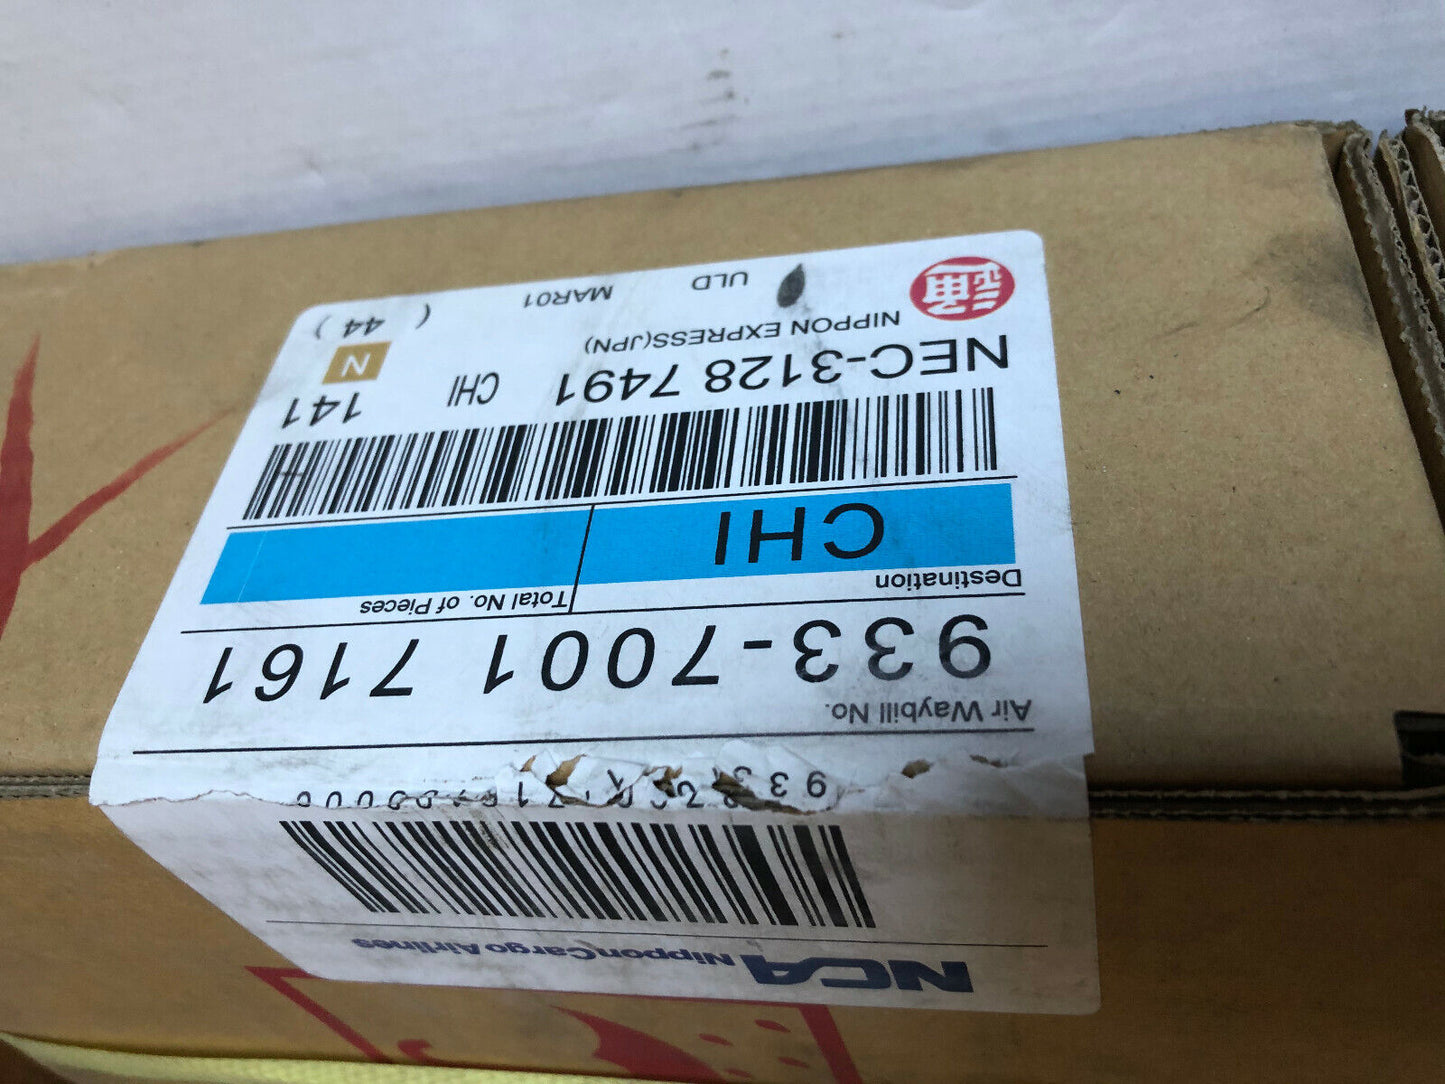 NCA Nippon Cargo Airlines
Air Waybill No.
933-7001 7161
Destination
Total No. of Pieces
CHI
H
NEC-3128 7491 CHI 141
NIPPON EXPRESS(JPN) N
ULD MAR01 ( 44 )